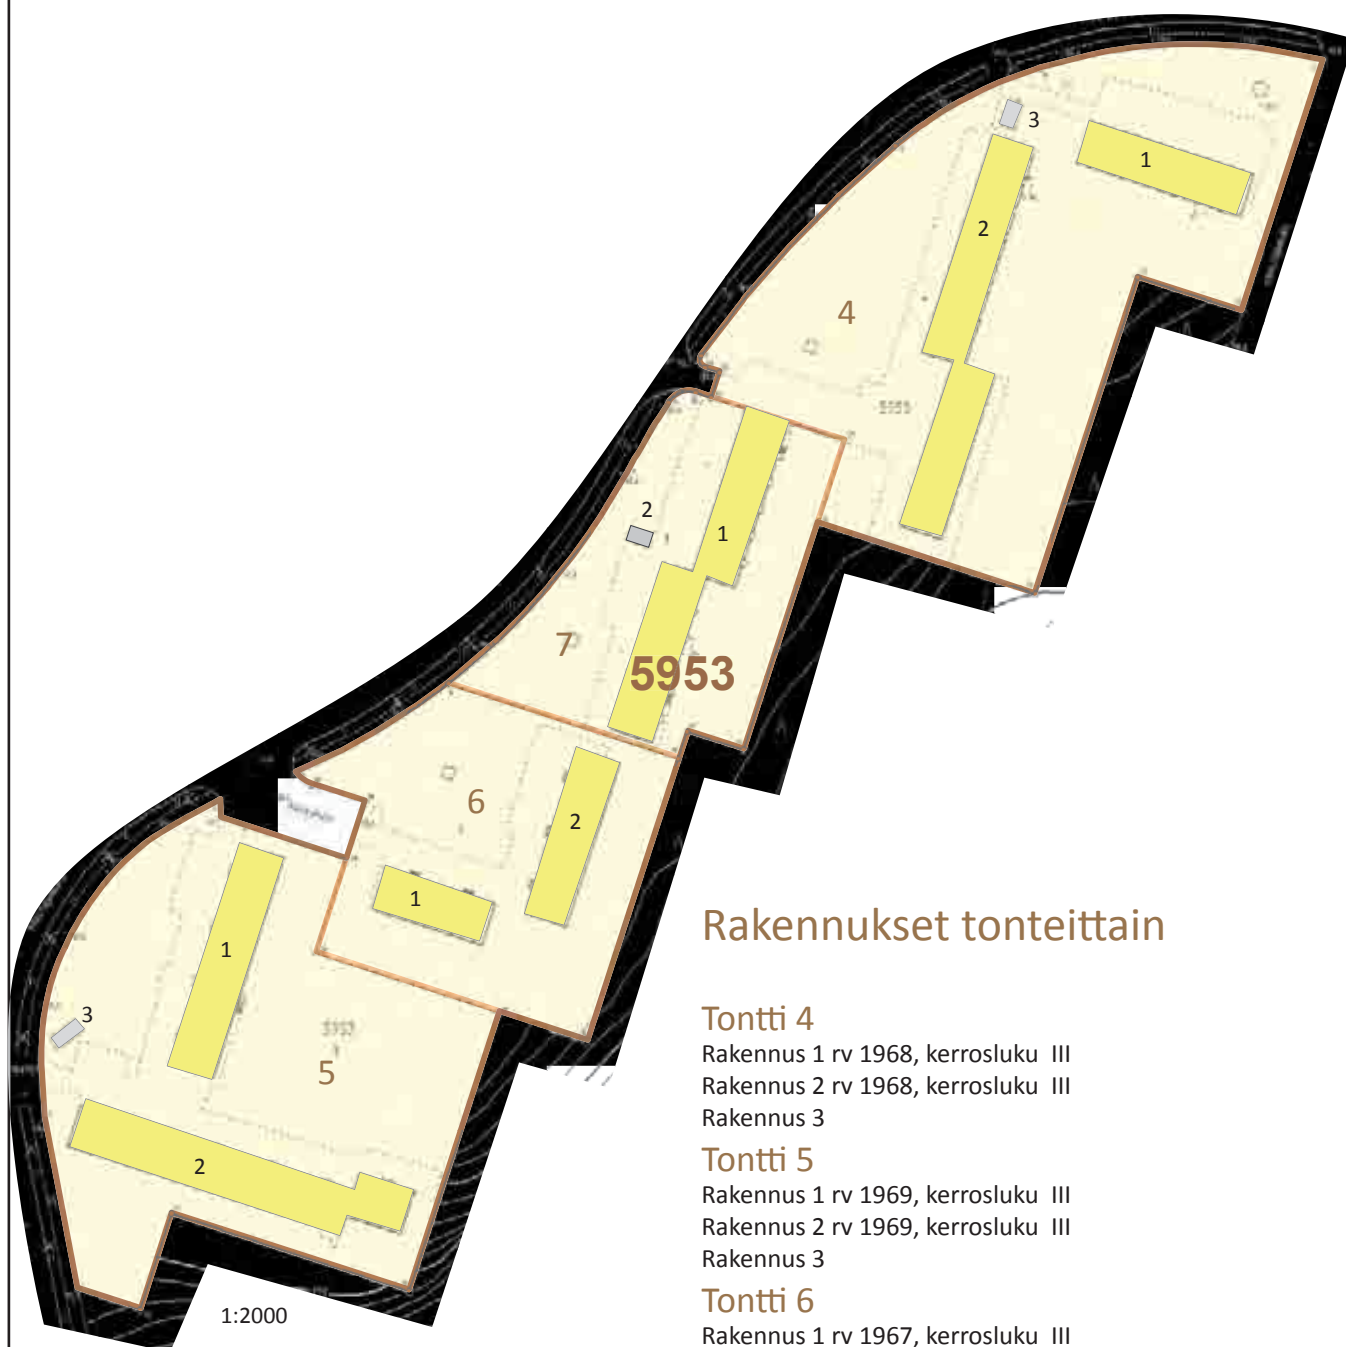 3
1
2
4
5953
2
1
7
5953
6
2
1
1
3
5953
5
2
1:2000
Rakennukset tonteittain
Tontti 4
Rakennus 1 rv 1968, kerrosluku III
Rakennus 2 rv 1968, kerrosluku III
Rakennus 3
Tontti 5
Rakennus 1 rv 1969, kerrosluku III
Rakennus 2 rv 1969, kerrosluku III
Rakennus 3
Tontti 6
Rakennus 1 rv 1967, kerrosluku III